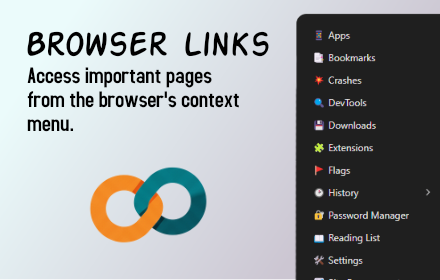 BROWSER LINKS
Access important pages
from the browser's context
menu.
Apps
Bookmarks
Crashes
DevTools
Downloads
Extensions
Flags
History
Password Manager
Reading List
Settings